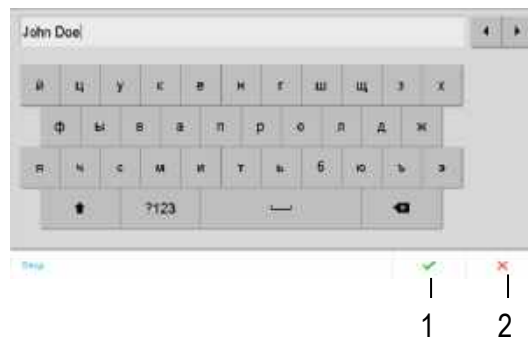 John Doe
й ц у к е н г ш щ з х
ф ы в а п р о л д ж
я ч с м и т ь б ю ъ э
?123
1 2